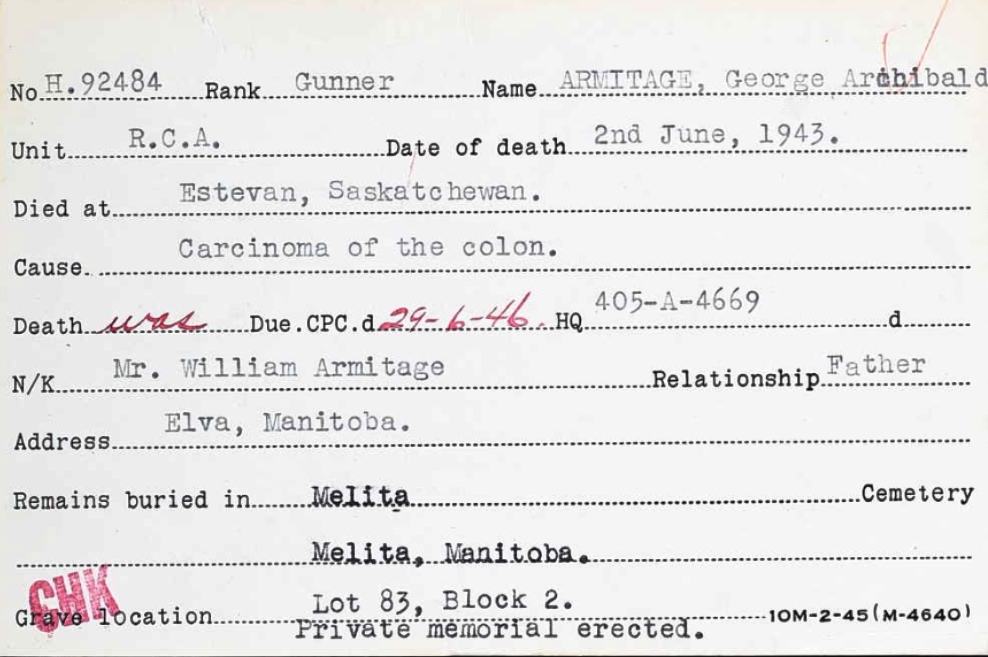 No H.92484 Rank Gunner Name ARMITAGE, George Archibald
Unit R.C.A. Date of death 2nd June, 1943.
Died at Estevan, Saskatchewan.
Cause. Carcinoma of the colon.
Death was Due.CPC.d 29-6-46. HQ 405-A-4669 d
N/K Mr. William Armitage Relationship Father
Address Elva, Manitoba.
Remains buried in Melita Cemetery
Melita, Manitoba.
CHK
Grave location Lot 83, Block 2. 10M-2-45(M-4640)
Private memorial erected.